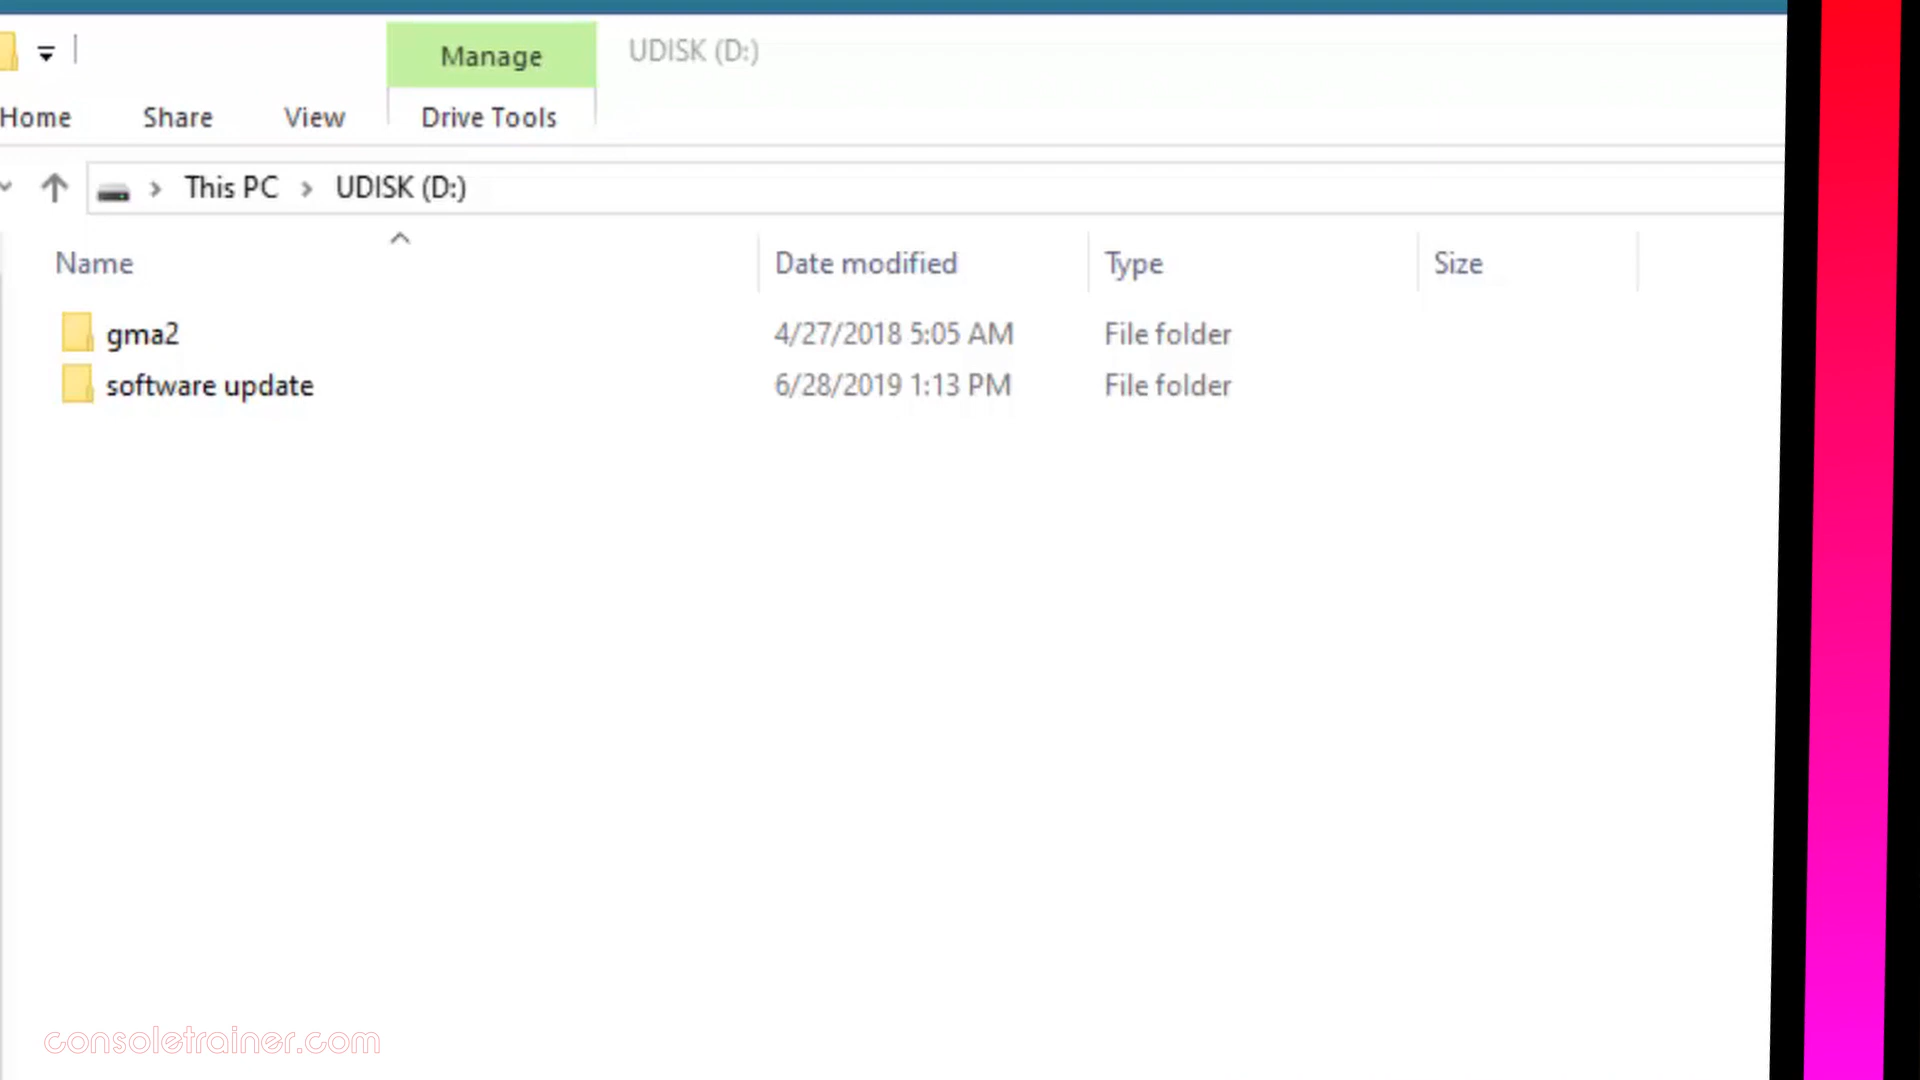 Manage UDISK (D:)
Home Share View Drive Tools
This PC > UDISK (D:)
Name Date modified Type Size
gma2 4/27/2018 5:05 AM File folder
software update 6/28/2019 1:13 PM File folder
consoletrainer.com